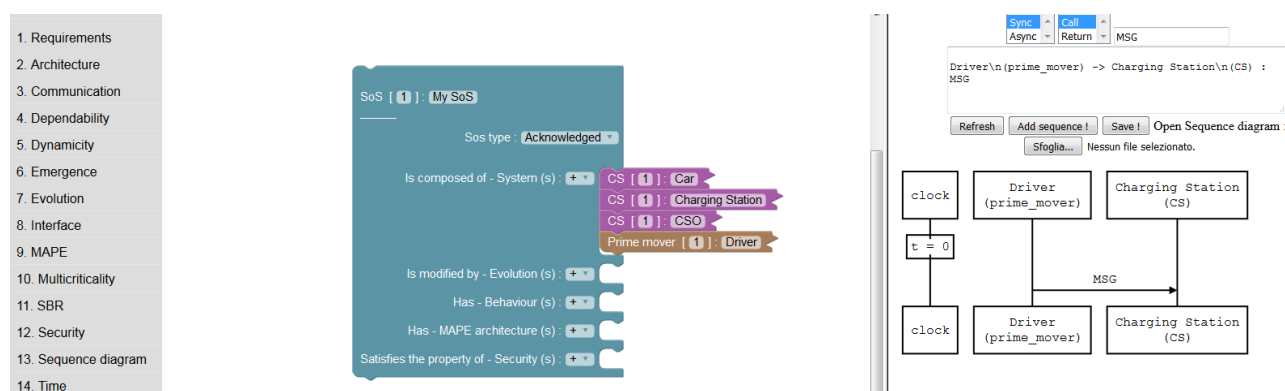 1. Requirements
2. Architecture
3. Communication
4. Dependability
5. Dynamicity
6. Emergence
7. Evolution
8. Interface
9. MAPE
10. Multicriticality
11. SBR
12. Security
13. Sequence diagram
14. Time
SoS [ 1 ] : My SoS
Sos type : Acknowledged
Is composed of - System (s) : +
CS [ 1 ] : Car
CS [ 1 ] : Charging Station
CS [ 1 ] : CSO
Prime mover [ 1 ] : Driver
Is modified by - Evolution (s) : +
Has - Behaviour (s) : +
Has - MAPE architecture (s) : +
Satisfies the property of - Security (s) : +
Sync Call
Async Return MSG
Driver\n(prime_mover) -> Charging Station\n(CS) :
MSG
Refresh Add sequence ! Save ! Open Sequence diagram :
Sfoglia... Nessun file selezionato.
clock
Driver
(prime_mover)
Charging Station
(CS)
t = 0
MSG
clock
Driver
(prime_mover)
Charging Station
(CS)